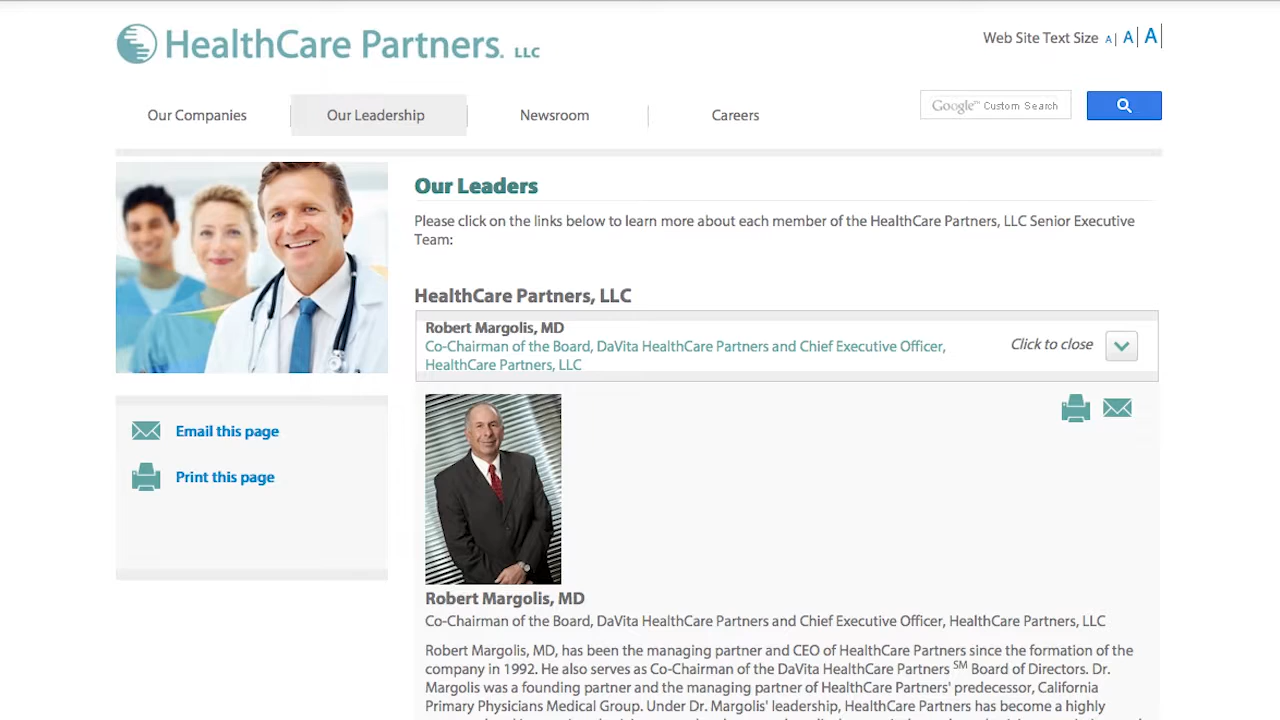 HealthCare Partners. LLC
Web Site Text Size A | A | A |
Our Companies
Our Leadership
Newsroom
Careers
Google™ Custom Search
Our Leaders
Please click on the links below to learn more about each member of the HealthCare Partners, LLC Senior Executive
Team:
HealthCare Partners, LLC
Robert Margolis, MD
Co-Chairman of the Board, DaVita HealthCare Partners and Chief Executive Officer,
HealthCare Partners, LLC
Click to close
Email this page
Print this page
Robert Margolis, MD
Co-Chairman of the Board, DaVita HealthCare Partners and Chief Executive Officer, HealthCare Partners, LLC
Robert Margolis, MD, has been the managing partner and CEO of HealthCare Partners since the formation of the
company in 1992. He also serves as Co-Chairman of the DaVita HealthCare Partners SM Board of Directors. Dr.
Margolis was a founding partner and the managing partner of HealthCare Partners' predecessor, California
Primary Physicians Medical Group. Under Dr. Margolis' leadership, HealthCare Partners has become a highly